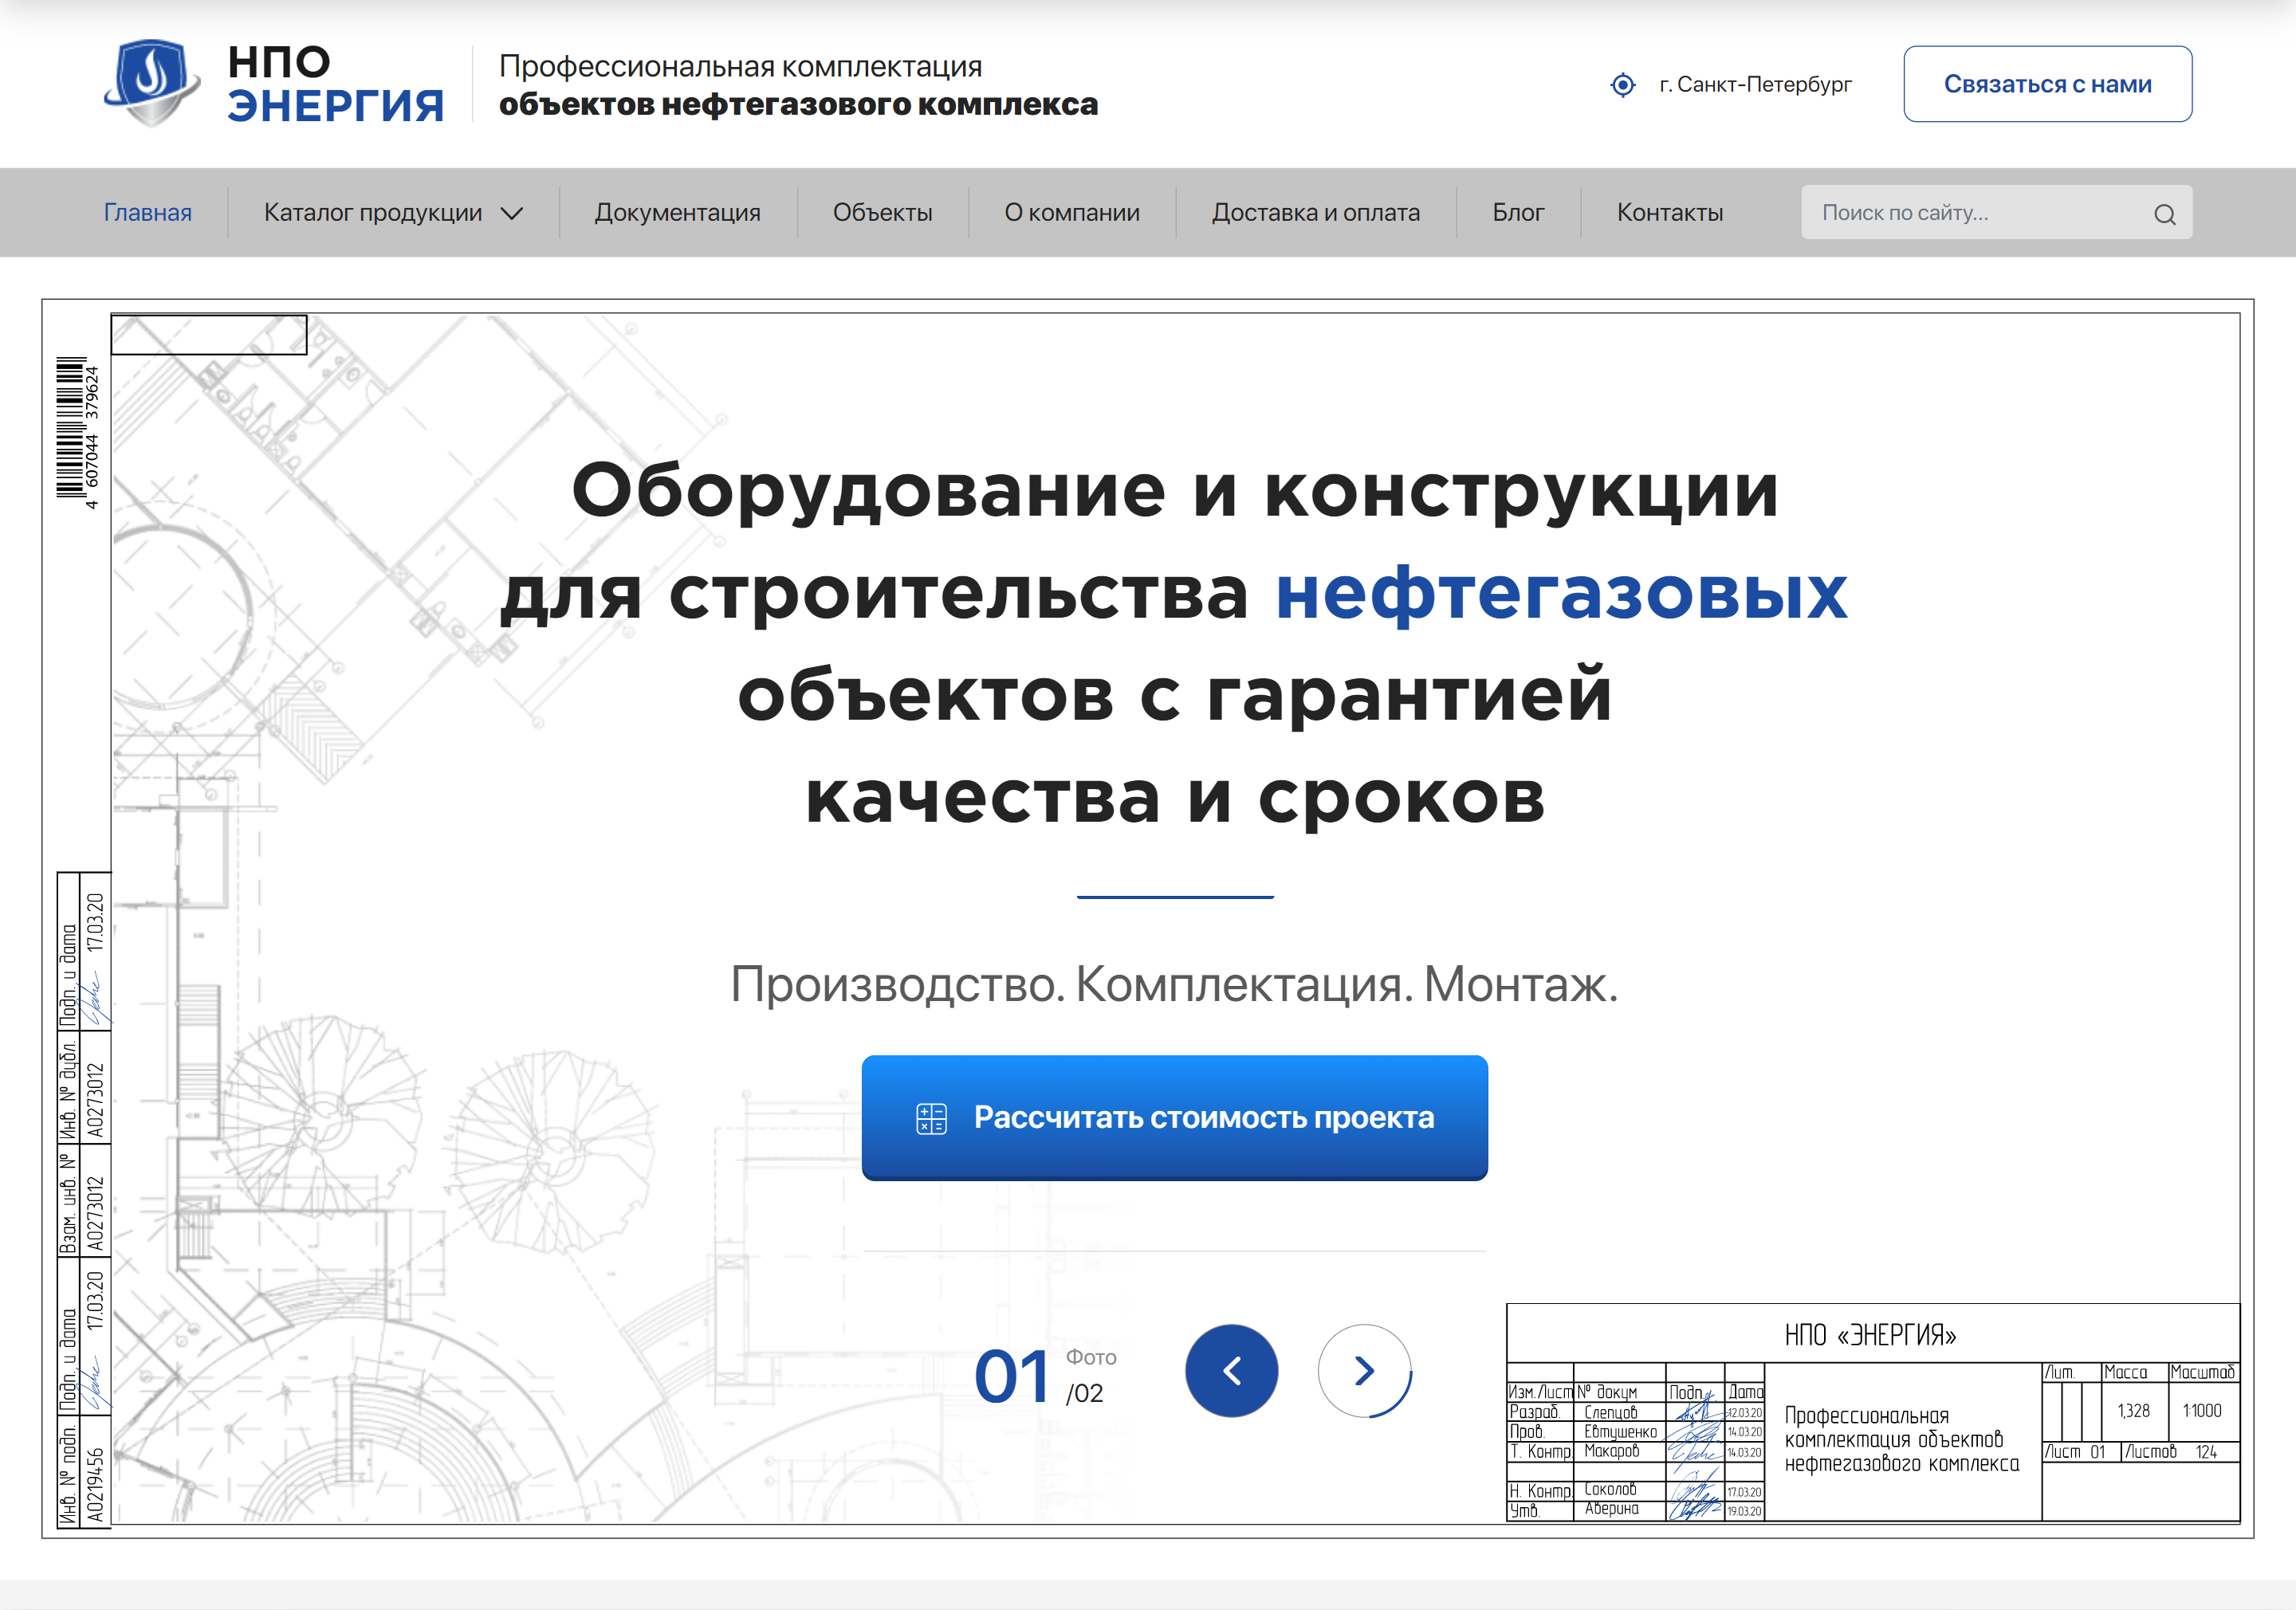 НПО
ЭНЕРГИЯ
Профессиональная комплектация
объектов нефтегазового комплекса
г. Санкт-Петербург
Связаться с нами
Главная
Каталог продукции
Документация
Объекты
О компании
Доставка и оплата
Блог
Контакты
Поиск по сайту...
4 607044 379624
Оборудование и конструкции
для строительства нефтегазовых
объектов с гарантией
качества и сроков
Производство. Комплектация. Монтаж.
Рассчитать стоимость проекта
01 Фото
/02
Подп. и дата 17.03.20
Инв. № дубл. А0273012
Взам. инв. № А0273012
Подп. и дата 17.03.20
Инв. № подп. А0219456
НПО «ЭНЕРГИЯ»
Изм./Лист № докум Подп. Дата
Разраб. Слепцов 12.03.20
Пров. Евтушенко 14.03.20
Т. Контр Макаров 14.03.20
Н. Контр. Соколов 17.03.20
Утв. Аверина 19.03.20
Профессиональная
комплектация объектов
нефтегазового комплекса
Лит. Масса Масштаб
1,328 1:1000
Лист 01 Листов 124